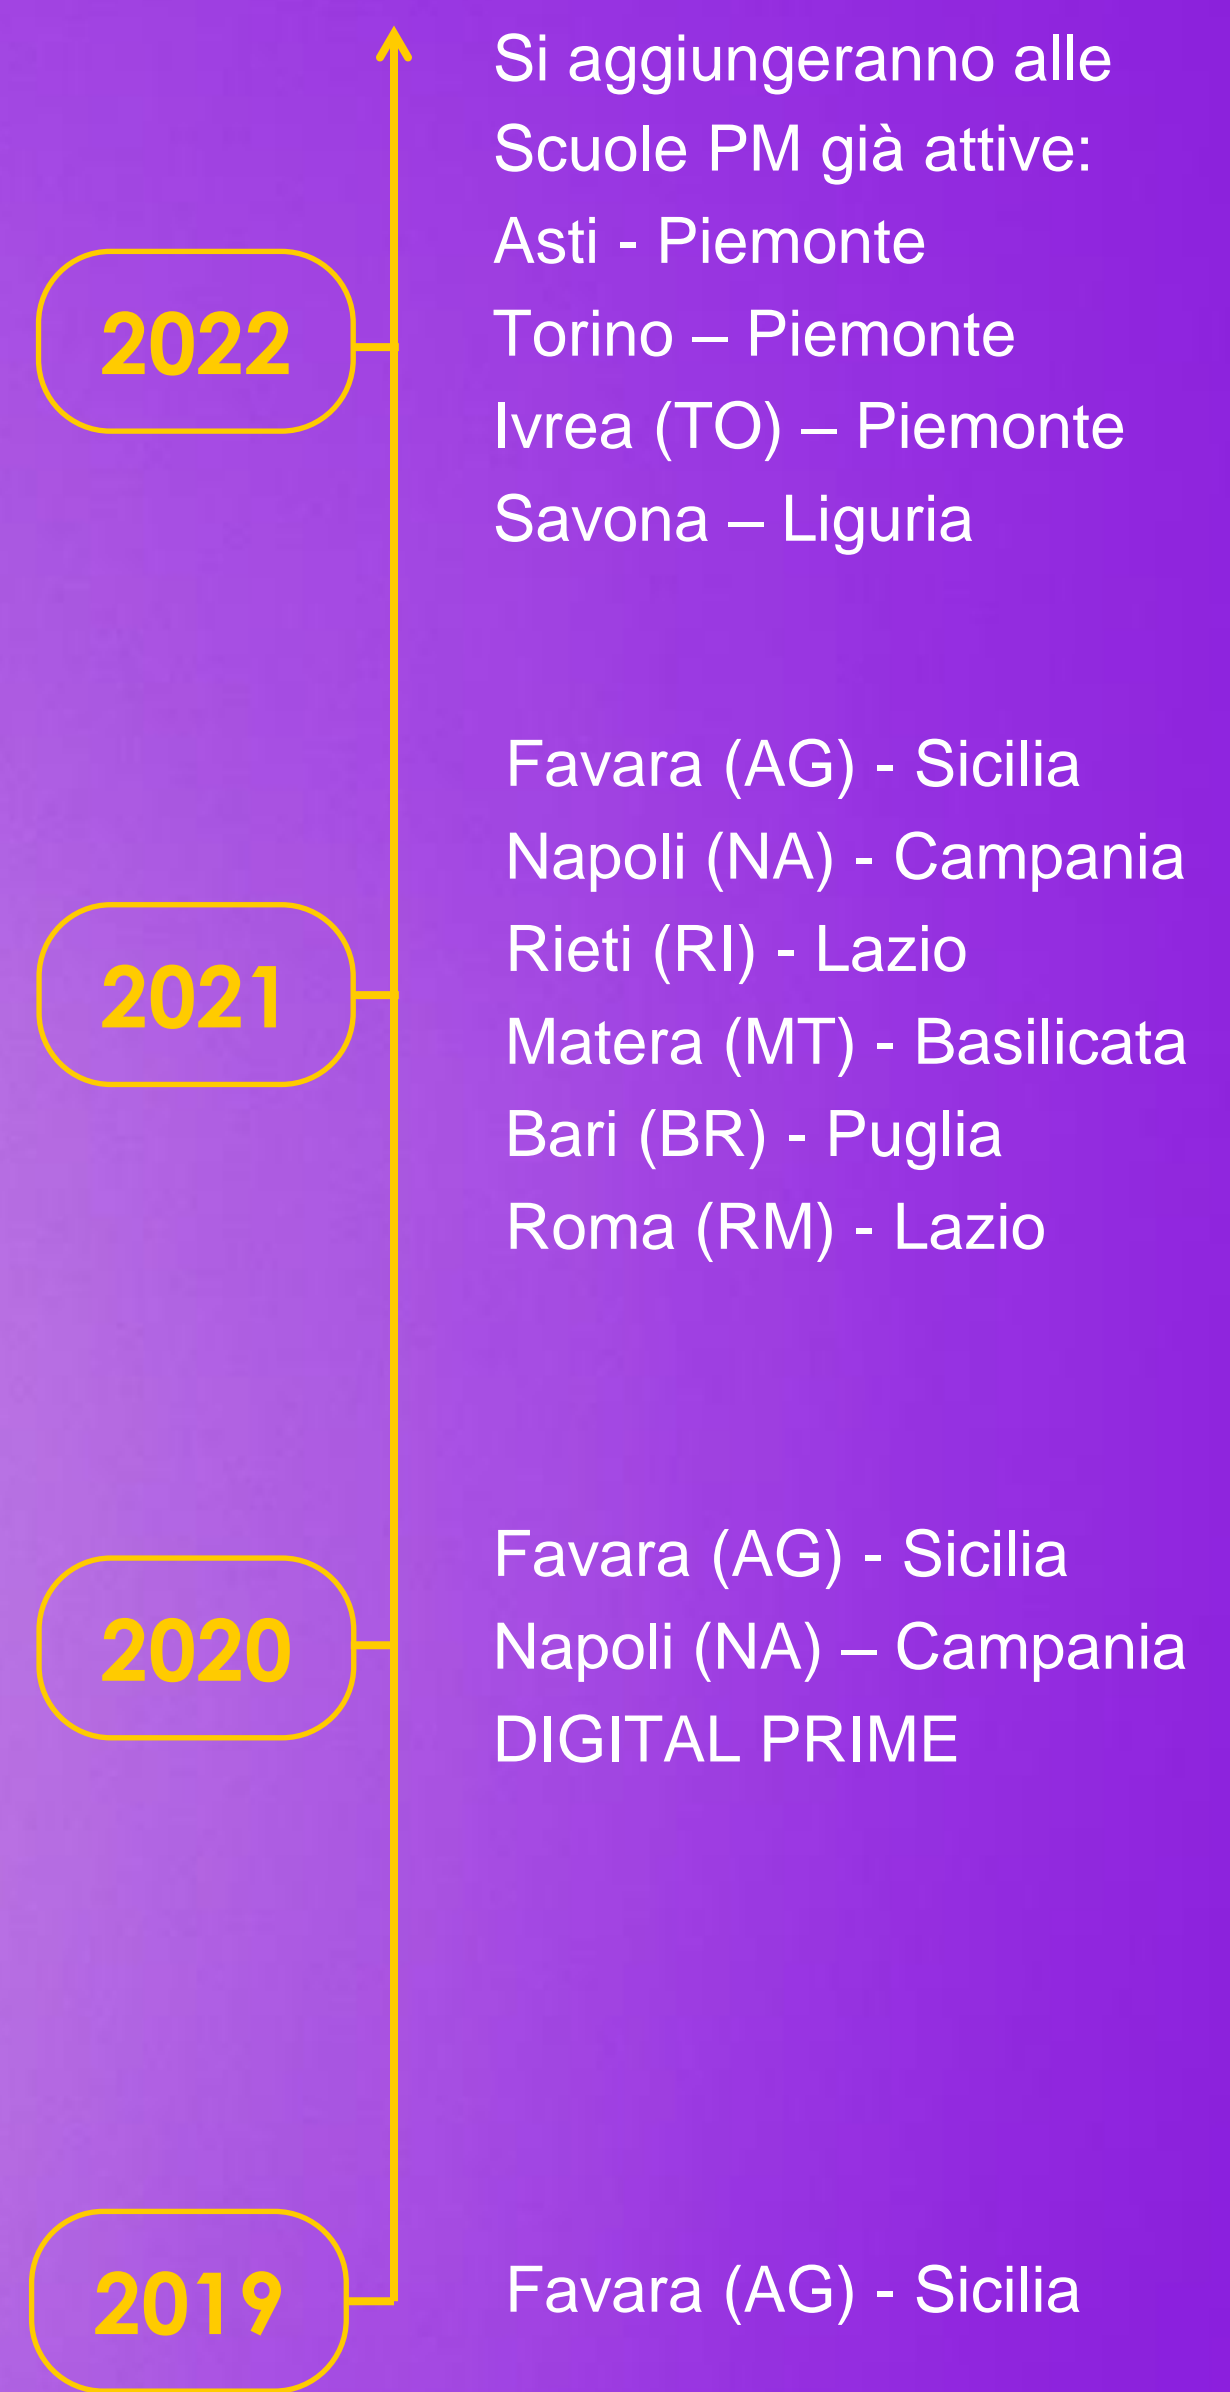 2022
Si aggiungeranno alle
Scuole PM già attive:
Asti - Piemonte
Torino – Piemonte
Ivrea (TO) – Piemonte
Savona – Liguria
2021
Favara (AG) - Sicilia
Napoli (NA) - Campania
Rieti (RI) - Lazio
Matera (MT) - Basilicata
Bari (BR) - Puglia
Roma (RM) - Lazio
2020
Favara (AG) - Sicilia
Napoli (NA) – Campania
DIGITAL PRIME
2019
Favara (AG) - Sicilia